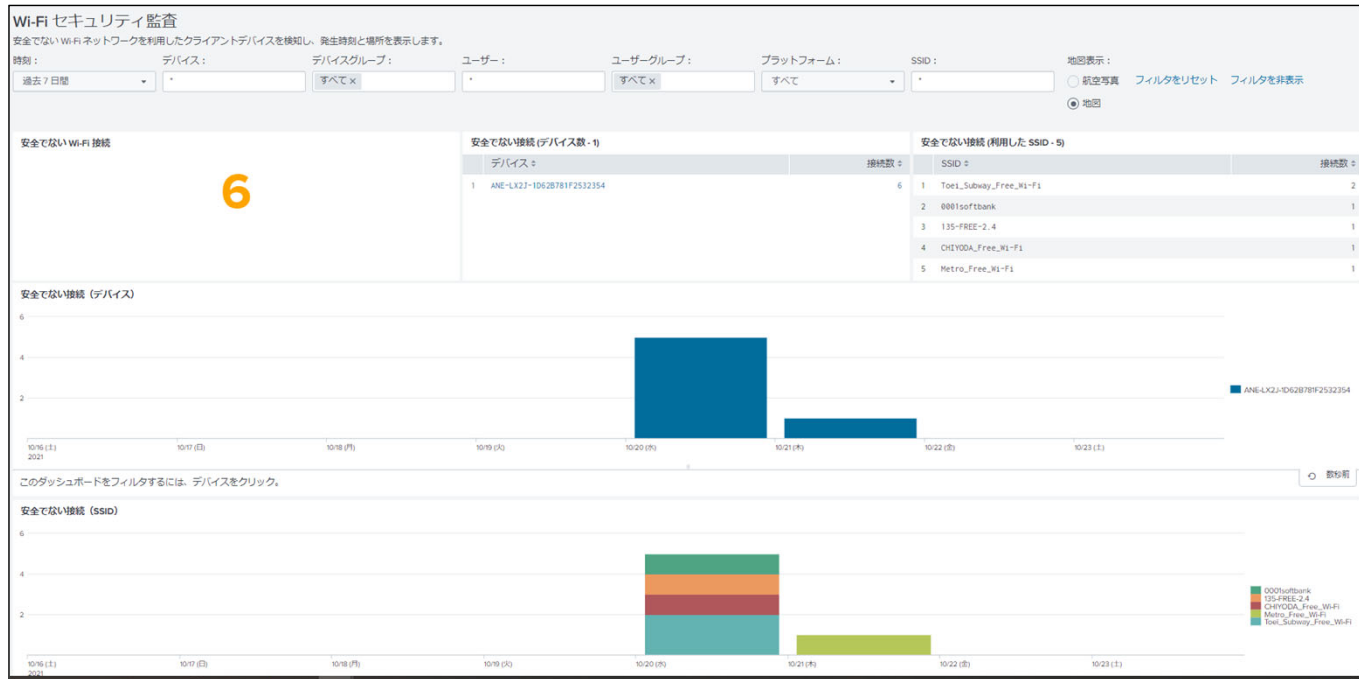 Wi-Fi セキュリティ監査
安全でない Wi-Fi ネットワークを利用したクライアントデバイスを検知し、発生時刻と場所を表示します。
時刻： デバイス： デバイスグループ： ユーザー： ユーザーグループ： プラットフォーム： SSID： 地図表示：
過去 7 日間 * すべて × * すべて × すべて * 航空写真 フィルタをリセット フィルタを非表示
地図
安全でない Wi-Fi 接続 安全でない接続 (デバイス数 - 1) 安全でない接続 (利用した SSID - 5)
デバイス 接続数 SSID 接続数
6
1 ANE-LX2J-1D62B781F2532354 6
1 Toei_Subway_Free_Wi-Fi 2
2 0001softbank 1
3 135-FREE-2.4 1
4 CHIYODA_Free_Wi-Fi 1
5 Metro_Free_Wi-Fi 1
安全でない接続（デバイス）
6
4
2
ANE-LX2J-1D62B781F2532354
10/16 (土) 10/17 (日) 10/18 (月) 10/19 (火) 10/20 (水) 10/21 (木) 10/22 (金) 10/23 (土)
2021
このダッシュボードをフィルタするには、デバイスをクリック。
数秒前
安全でない接続（SSID）
6
4
2
0001softbank
135-FREE-2.4
CHIYODA_Free_Wi-Fi
Metro_Free_Wi-Fi
Toei_Subway_Free_Wi-Fi
10/16 (土) 10/17 (日) 10/18 (月) 10/19 (火) 10/20 (水) 10/21 (木) 10/22 (金) 10/23 (土)
2021